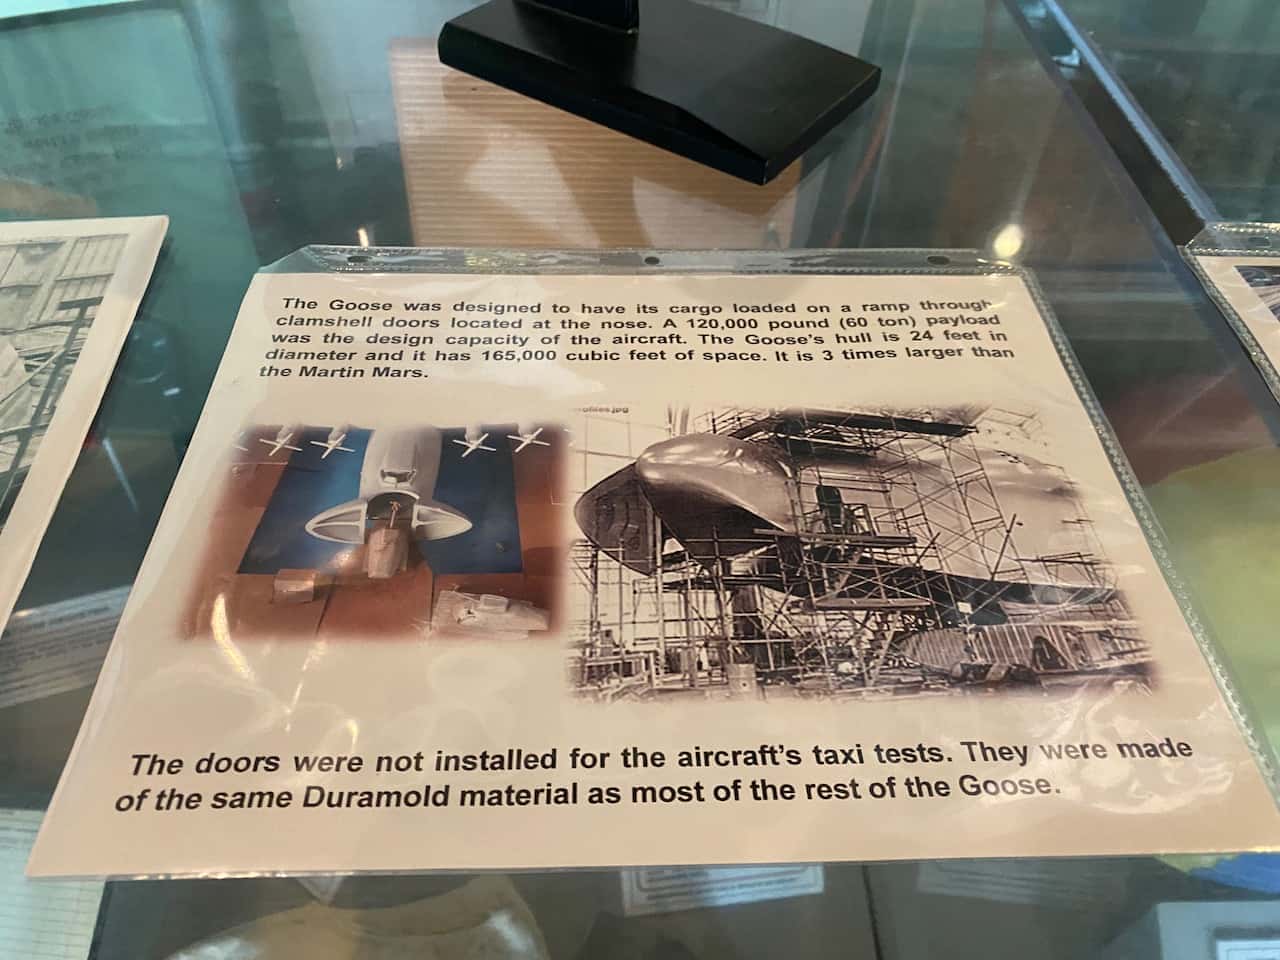 The Goose was designed to have its cargo loaded on a ramp through
clamshell doors located at the nose. A 120,000 pound (60 ton) payload
was the design capacity of the aircraft. The Goose's hull is 24 feet in
diameter and it has 165,000 cubic feet of space. It is 3 times larger than
the Martin Mars.
ofiles.jpg
The doors were not installed for the aircraft's taxi tests. They were made
of the same Duramold material as most of the rest of the Goose.